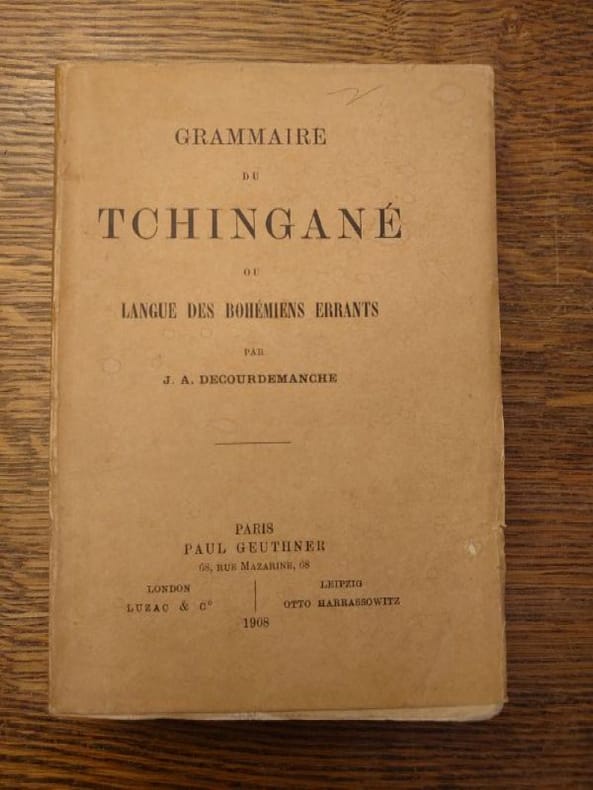 GRAMMAIRE
DU
TCHINGANÉ
OU
LANGUE DES BOHÉMIENS ERRANTS
PAR
J. A. DECOURDEMANCHE
PARIS
PAUL GEUTHNER
68, RUE MAZARINE, 68
LONDON
LUZAC & Cº
LEIPZIG
OTTO HARRASSOWITZ
1908